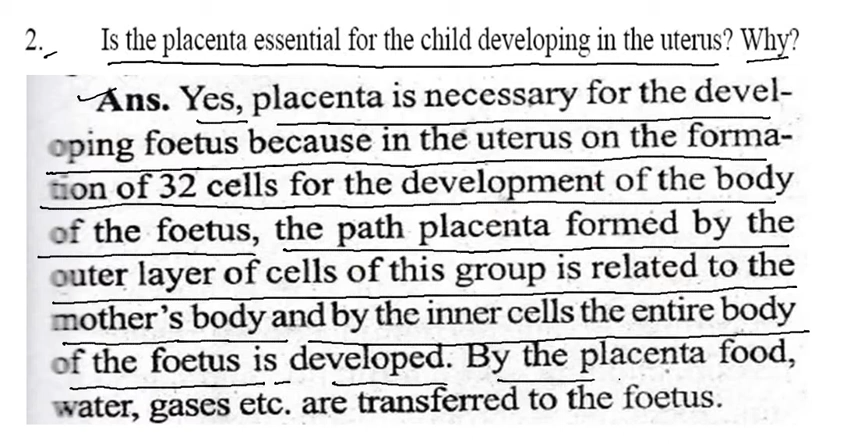 2. Is the placenta essential for the child developing in the uterus? Why?
Ans. Yes, placenta is necessary for the devel-
oping foetus because in the uterus on the forma-
tion of 32 cells for the development of the body
of the foetus, the path placenta formed by the
outer layer of cells of this group is related to the
mother's body and by the inner cells the entire body
of the foetus is developed. By the placenta food,
water, gases etc. are transferred to the foetus.